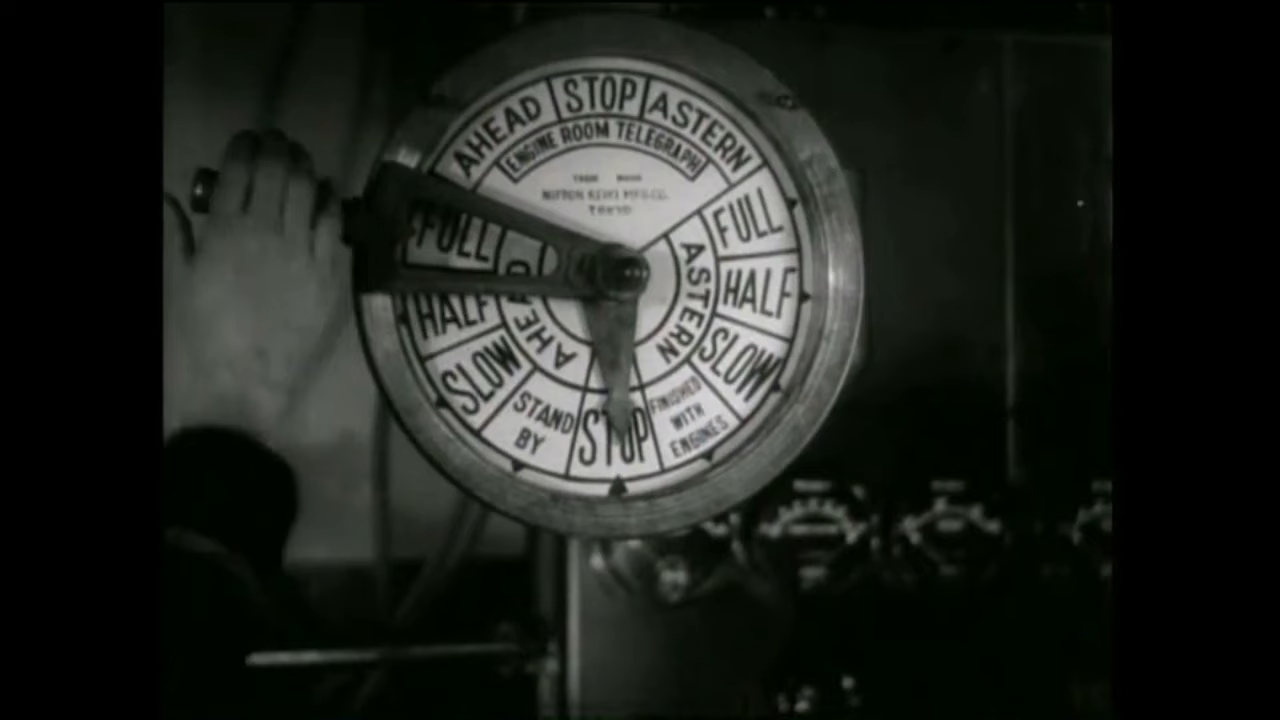 AHEAD STOP ASTERN
ENGINE ROOM TELEGRAPH
TOKYO
FULL
HALF
SLOW
STAND
BY
STOP
FINISHED
WITH
ENGINES
SLOW
HALF
FULL
AHEAD
ASTERN